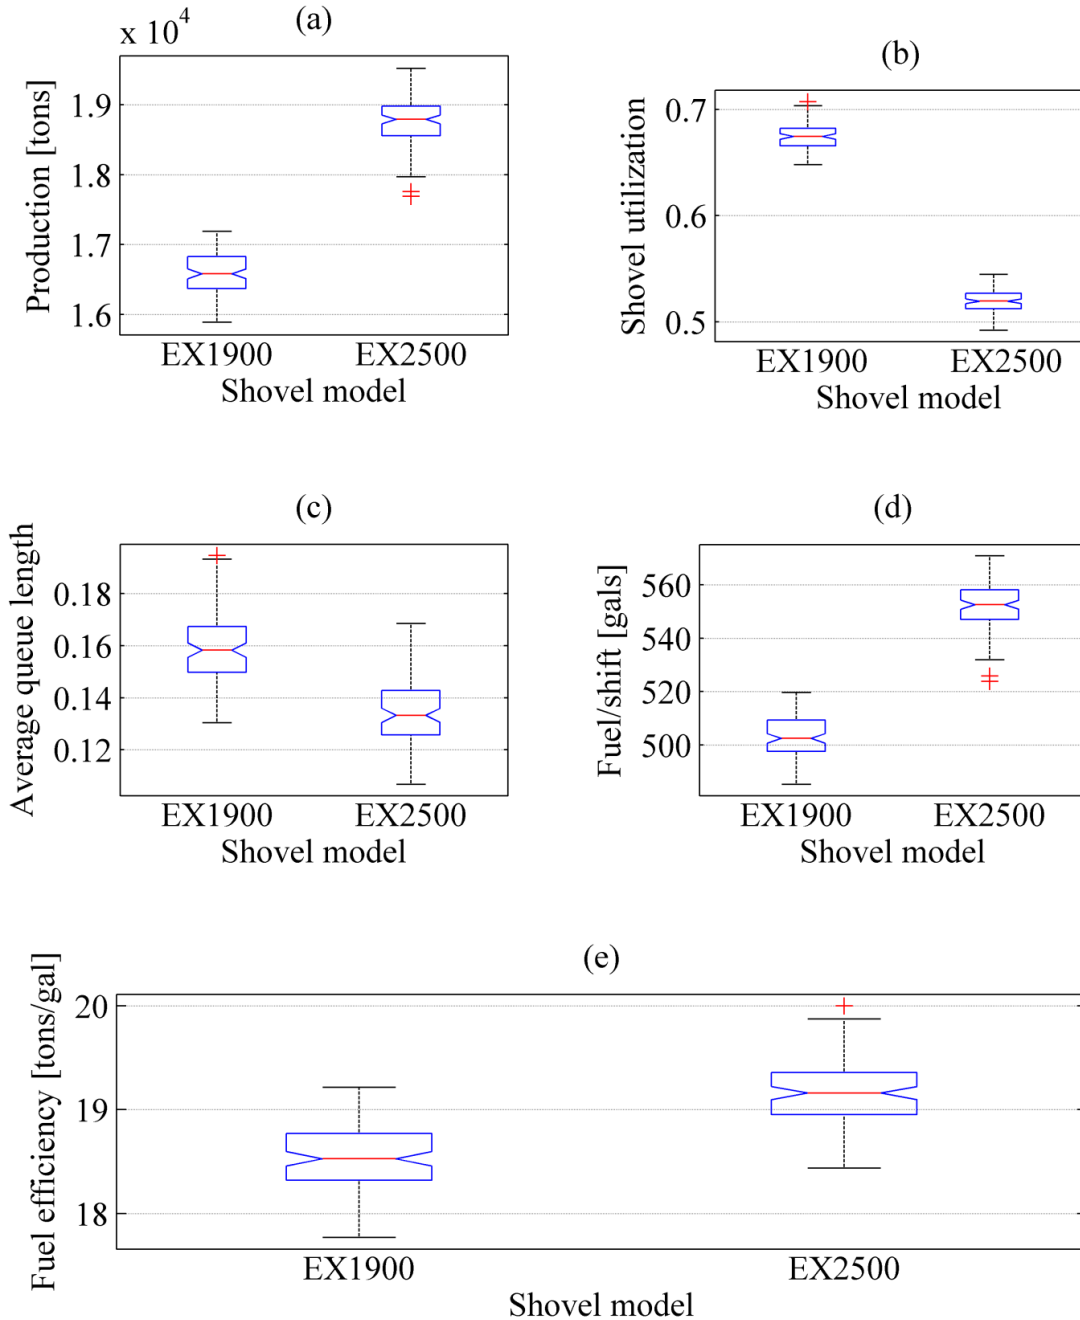 (a)
x 10⁴
Production [tons]
1.9
1.8
1.7
1.6
EX1900 EX2500
Shovel model
(b)
Shovel utilization
0.7
0.6
0.5
EX1900 EX2500
Shovel model
(c)
Average queue length
0.18
0.16
0.14
0.12
EX1900 EX2500
Shovel model
(d)
Fuel/shift [gals]
560
540
520
500
EX1900 EX2500
Shovel model
(e)
Fuel efficiency [tons/gal]
20
19
18
EX1900 EX2500
Shovel model